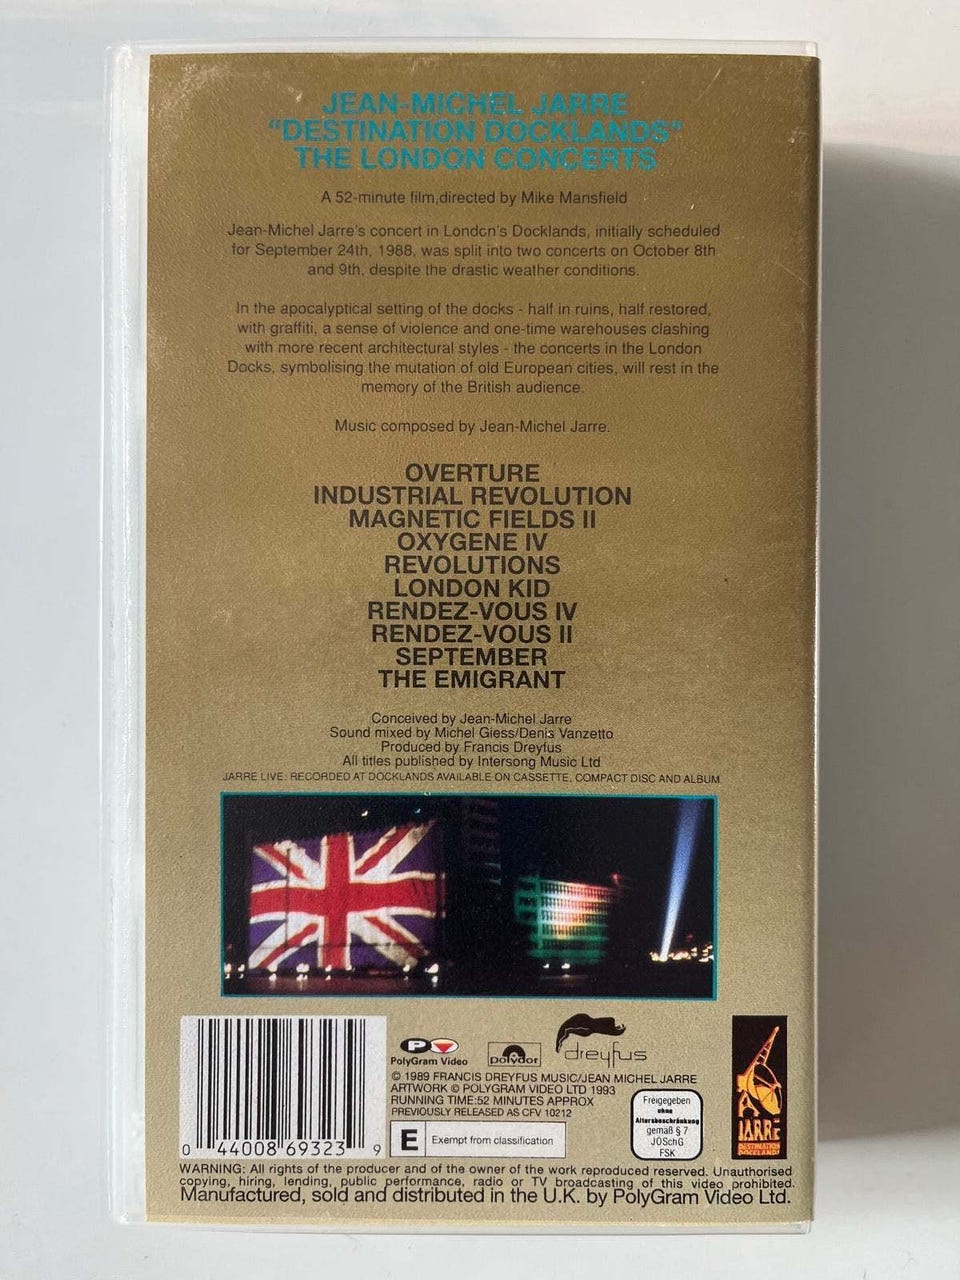 JEAN-MICHEL JARRE
"DESTINATION DOCKLANDS"
THE LONDON CONCERTS
A 52-minute film, directed by Mike Mansfield
Jean-Michel Jarre's concert in London's Docklands, initially scheduled
for September 24th, 1988, was split into two concerts on October 8th
and 9th, despite the drastic weather conditions.
In the apocalyptical setting of the docks - half in ruins, half restored,
with graffiti, a sense of violence and one-time warehouses clashing
with more recent architectural styles - the concerts in the London
Docks, symbolising the mutation of old European cities, will rest in the
memory of the British audience.
Music composed by Jean-Michel Jarre.
OVERTURE
INDUSTRIAL REVOLUTION
MAGNETIC FIELDS II
OXYGENE IV
REVOLUTIONS
LONDON KID
RENDEZ-VOUS IV
RENDEZ-VOUS II
SEPTEMBER
THE EMIGRANT
Conceived by Jean-Michel Jarre
Sound mixed by Michel Giess/Denis Vanzetto
Produced by Francis Dreyfus
All titles published by Intersong Music Ltd
JARRE LIVE: RECORDED AT DOCKLANDS AVAILABLE ON CASSETTE, COMPACT DISC AND ALBUM
P
PolyGram Video
polydor
dreyfus
© 1989 FRANCIS DREYFUS MUSIC/JEAN MICHEL JARRE
ARTWORK © POLYGRAM VIDEO LTD 1993
RUNNING TIME:52 MINUTES APPROX
PREVIOUSLY RELEASED AS CFV 10212
E Exempt from classification
Freigegeben
ohne
Altersbeschränkung
gemäß § 7
JÖSchG
FSK
JARRE
DESTINATION
DOCKLANDS
0 44008 69323 9
WARNING: All rights of the producer and of the owner of the work reproduced reserved. Unauthorised
copying, hiring, lending, public performance, radio or TV broadcasting of this video prohibited.
Manufactured, sold and distributed in the U.K. by PolyGram Video Ltd.